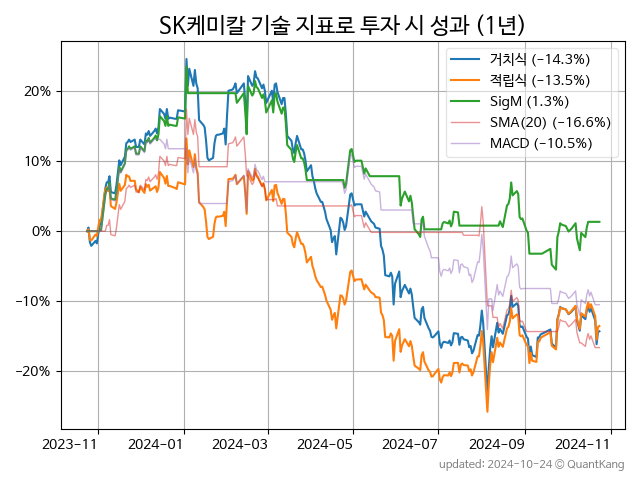 SK케미칼 기술 지표로 투자 시 성과 (1년)
거치식 (−14.3%)
적립식 (−13.5%)
SigM (1.3%)
SMA(20) (−16.6%)
MACD (−10.5%)
20%
10%
0%
−10%
−20%
2023-11 2024-01 2024-03 2024-05 2024-07 2024-09 2024-11
updated: 2024-10-24 @ QuantKang